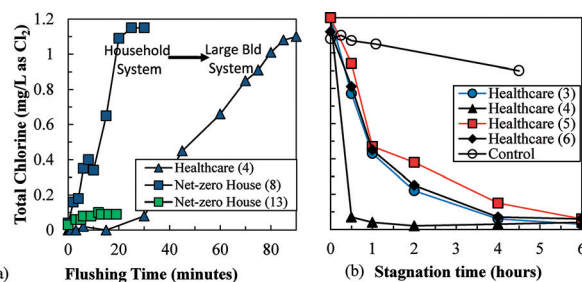 Total Chlorine (mg/L as Cl2)
1.2
1
0.8
0.6
0.4
0.2
0
Household System
Large Bld System
Healthcare (4)
Net-zero House (8)
Net-zero House (13)
0 20 40 60 80
a) Flushing Time (minutes)
Healthcare (3)
Healthcare (4)
Healthcare (5)
Healthcare (6)
Control
0 1 2 3 4 5 6
(b) Stagnation time (hours)